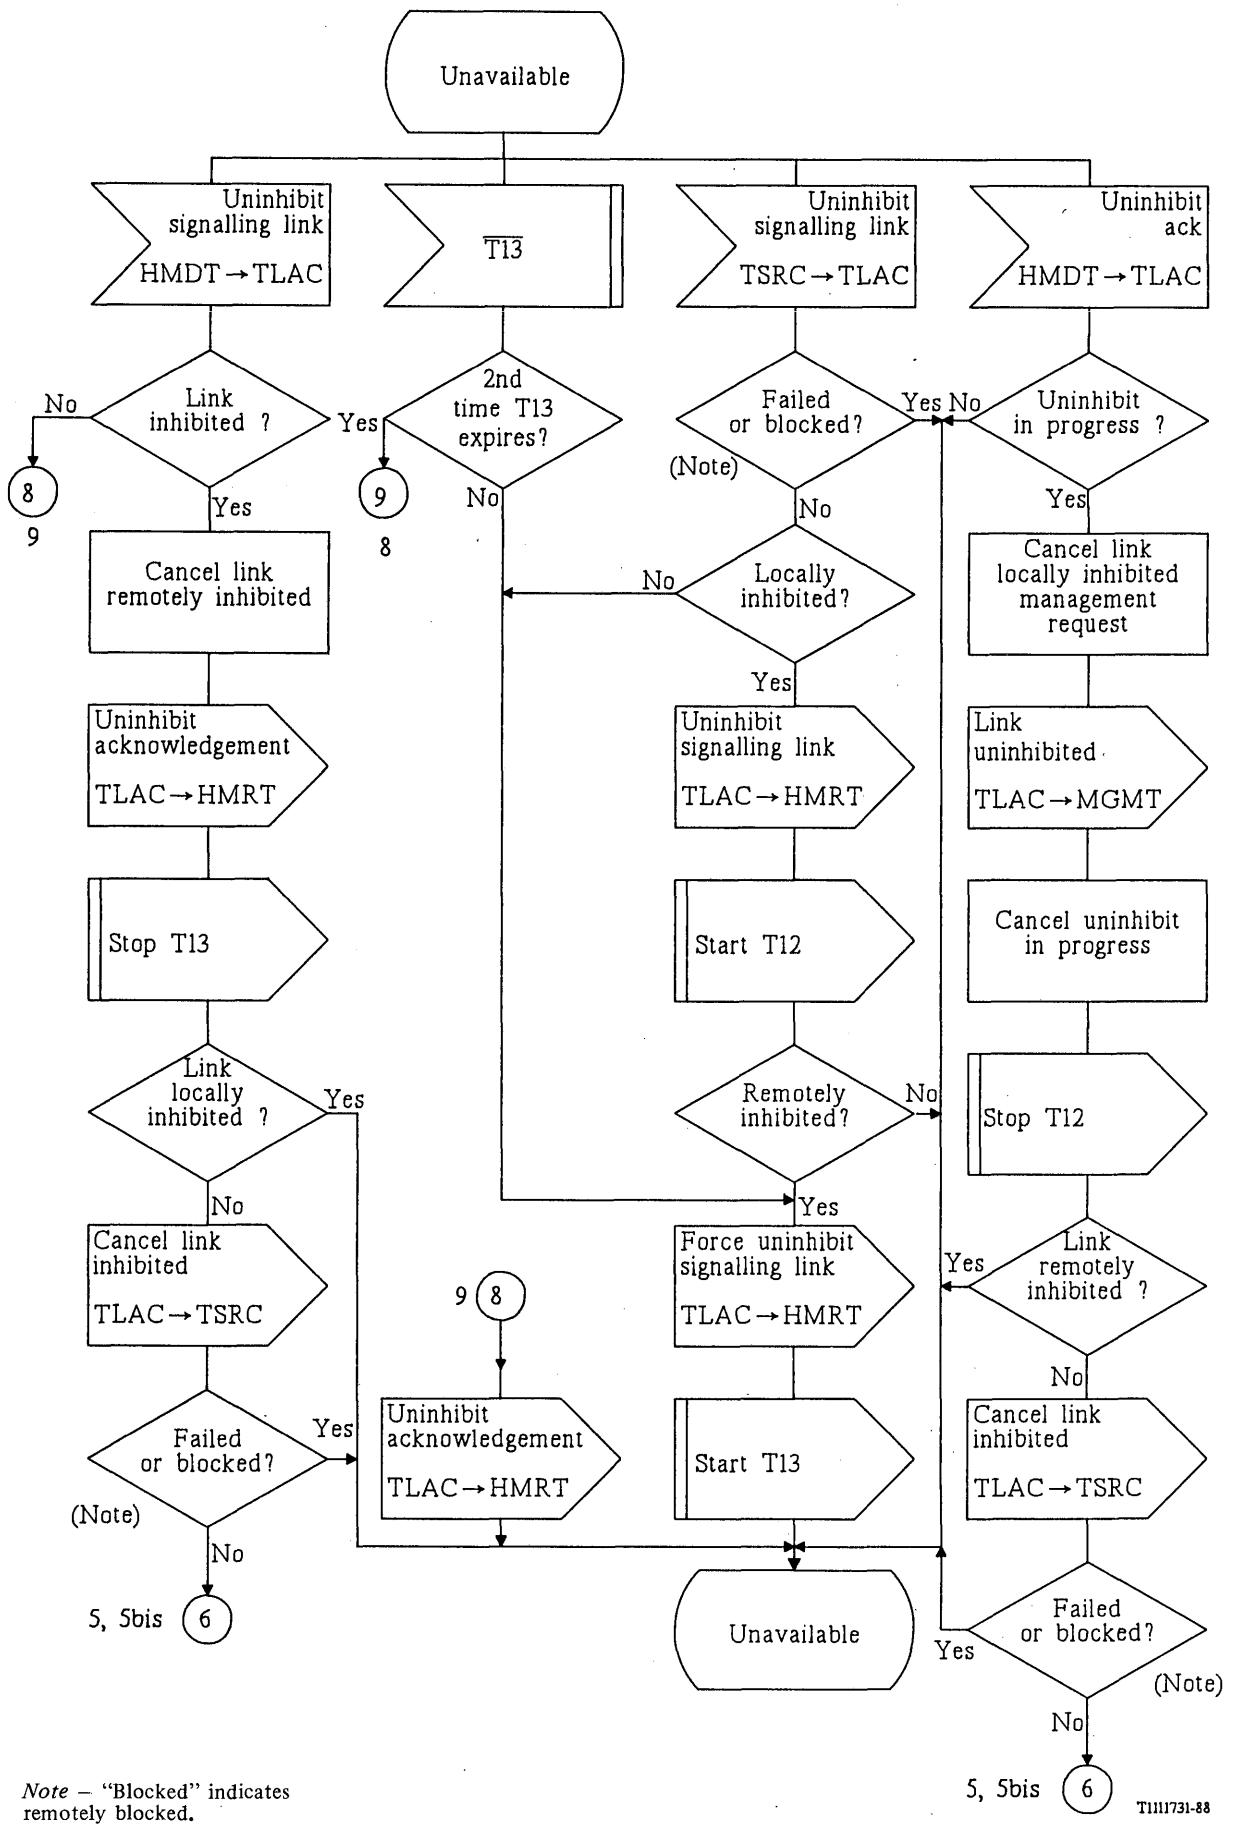 Unavailable
Uninhibit
signalling link
HMDT→TLAC
T13
Uninhibit
signalling link
TSRC→TLAC
Uninhibit
ack
HMDT→TLAC
Link
inhibited ?
No
8
9
Yes
2nd
time T13
expires?
Yes
9
8
No
Failed
or blocked?
(Note)
Yes
No
Uninhibit
in progress ?
No
Yes
Cancel link
remotely inhibited
Locally
inhibited?
No
Yes
Cancel link
locally inhibited
management
request
Uninhibit
acknowledgement
TLAC→HMRT
Uninhibit
signalling link
TLAC→HMRT
Link
uninhibited
TLAC→MGMT
Stop T13
Start T12
Cancel uninhibit
in progress
Link
locally
inhibited ?
Yes
No
Remotely
inhibited?
No
Yes
Stop T12
Cancel link
inhibited
TLAC→TSRC
9
8
Force uninhibit
signalling link
TLAC→HMRT
Link
remotely
inhibited ?
Yes
No
Failed
or blocked?
(Note)
Yes
No
Uninhibit
acknowledgement
TLAC→HMRT
Start T13
Cancel link
inhibited
TLAC→TSRC
5, 5bis
6
Unavailable
Failed
or blocked?
Yes
(Note)
No
5, 5bis
6
Note – “Blocked” indicates
remotely blocked.
T1111731-88